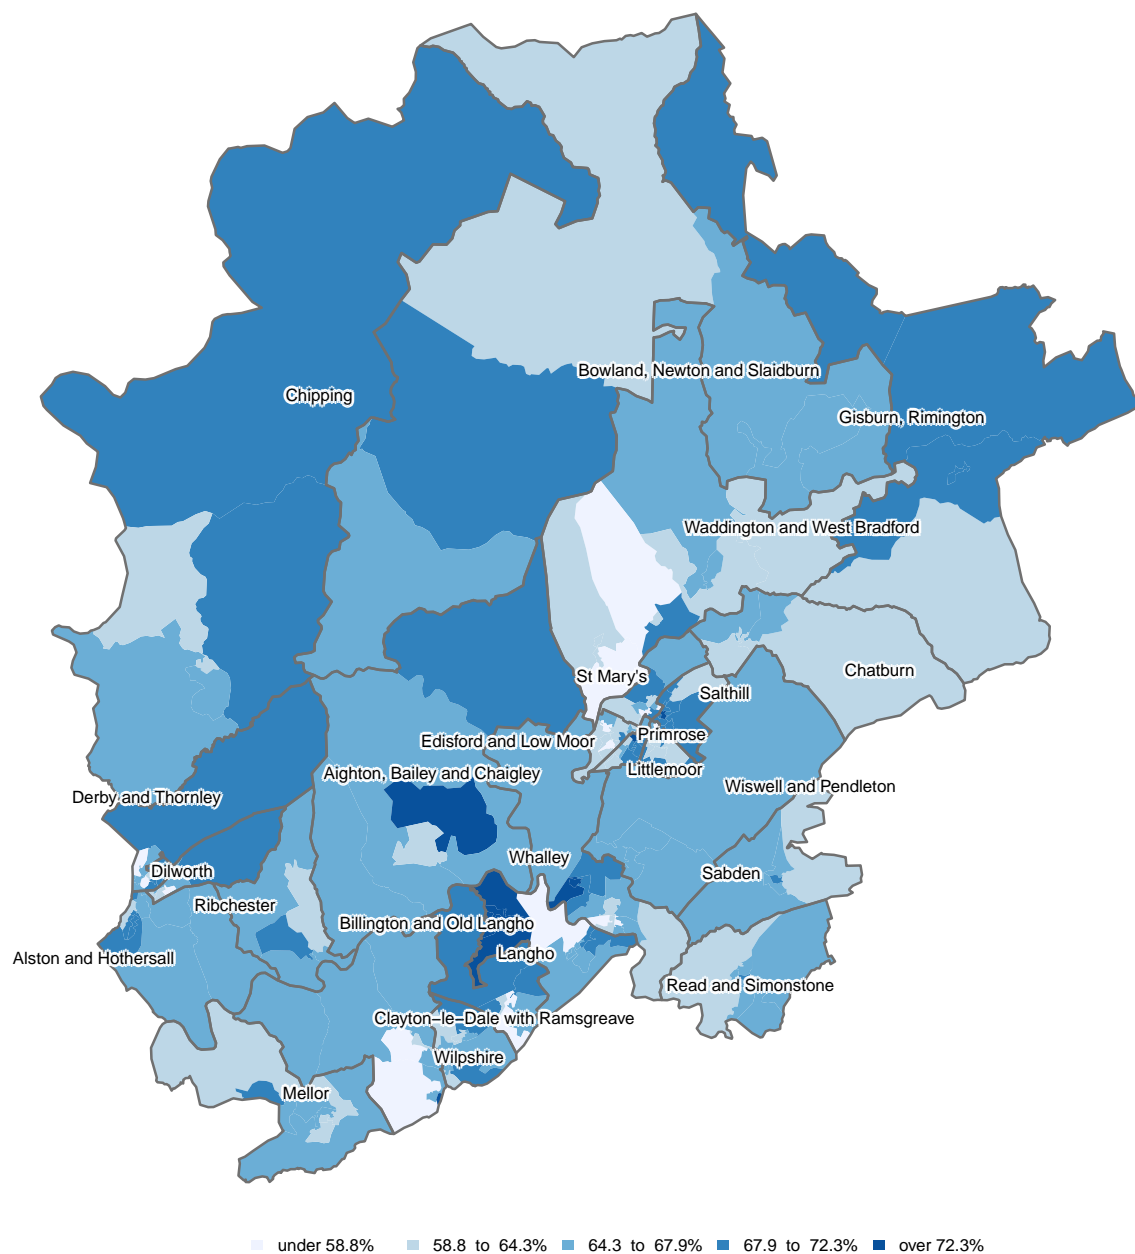 Bowland, Newton and Slaidburn
Chipping
Gisburn, Rimington
Waddington and West Bradford
Chatburn
St Mary's
Salthill
Primrose
Edisford and Low Moor
Littlemoor
Aighton, Bailey and Chaigley
Wiswell and Pendleton
Derby and Thornley
Whalley
Dilworth
Sabden
Ribchester
Billington and Old Langho
Langho
Alston and Hothersall
Read and Simonstone
Clayton−le−Dale with Ramsgreave
Wilpshire
Mellor
under 58.8% 58.8 to 64.3% 64.3 to 67.9% 67.9 to 72.3% over 72.3%